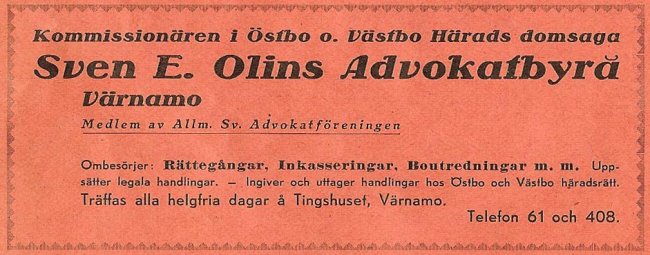 Kommissionären i Östbo o. Västbo Härads domsaga
Sven E. Olins Advokatbyrå
Värnamo
Medlem av Allm. Sv. Advokatföreningen
Ombesörjer: Rättegångar, Inkasseringar, Boutredningar m. m. Upp-
sätter legala handlingar. — Ingiver och uttager handlingar hos Östbo och Västbo häradsrätt.
Träffas alla helgfria dagar å Tingshuset, Värnamo.
Telefon 61 och 408.